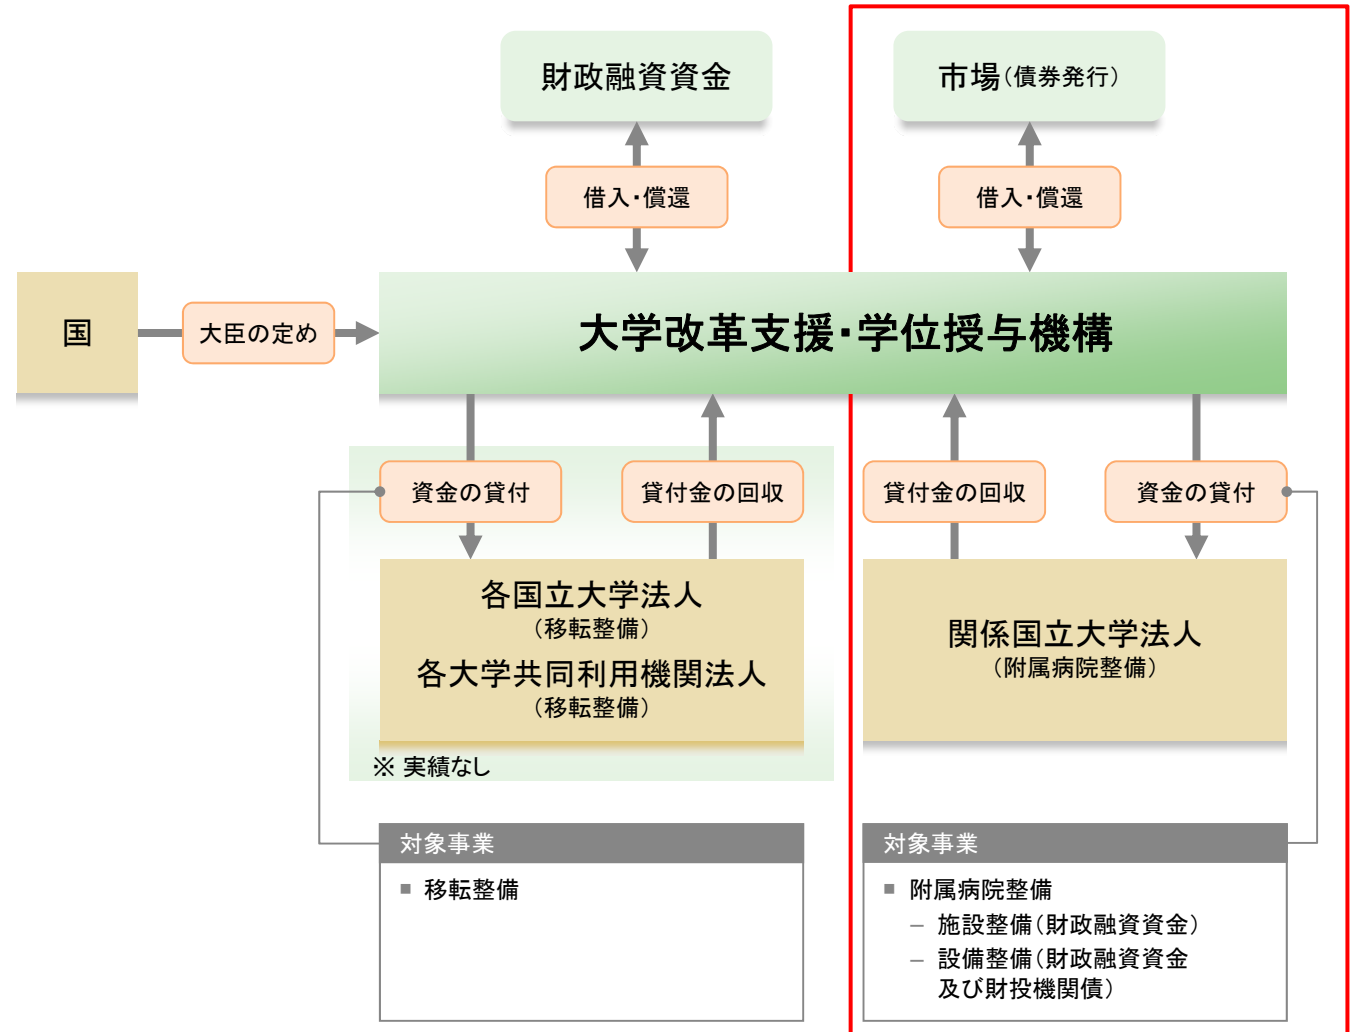 財政融資資金
市場(債券発行)
借入・償還
借入・償還
国
大臣の定め
大学改革支援・学位授与機構
資金の貸付
貸付金の回収
貸付金の回収
資金の貸付
各国立大学法人
(移転整備)
各大学共同利用機関法人
(移転整備)
関係国立大学法人
(附属病院整備)
※ 実績なし
対象事業
■ 移転整備
対象事業
■ 附属病院整備
– 施設整備(財政融資資金)
– 設備整備(財政融資資金
及び財投機関債)